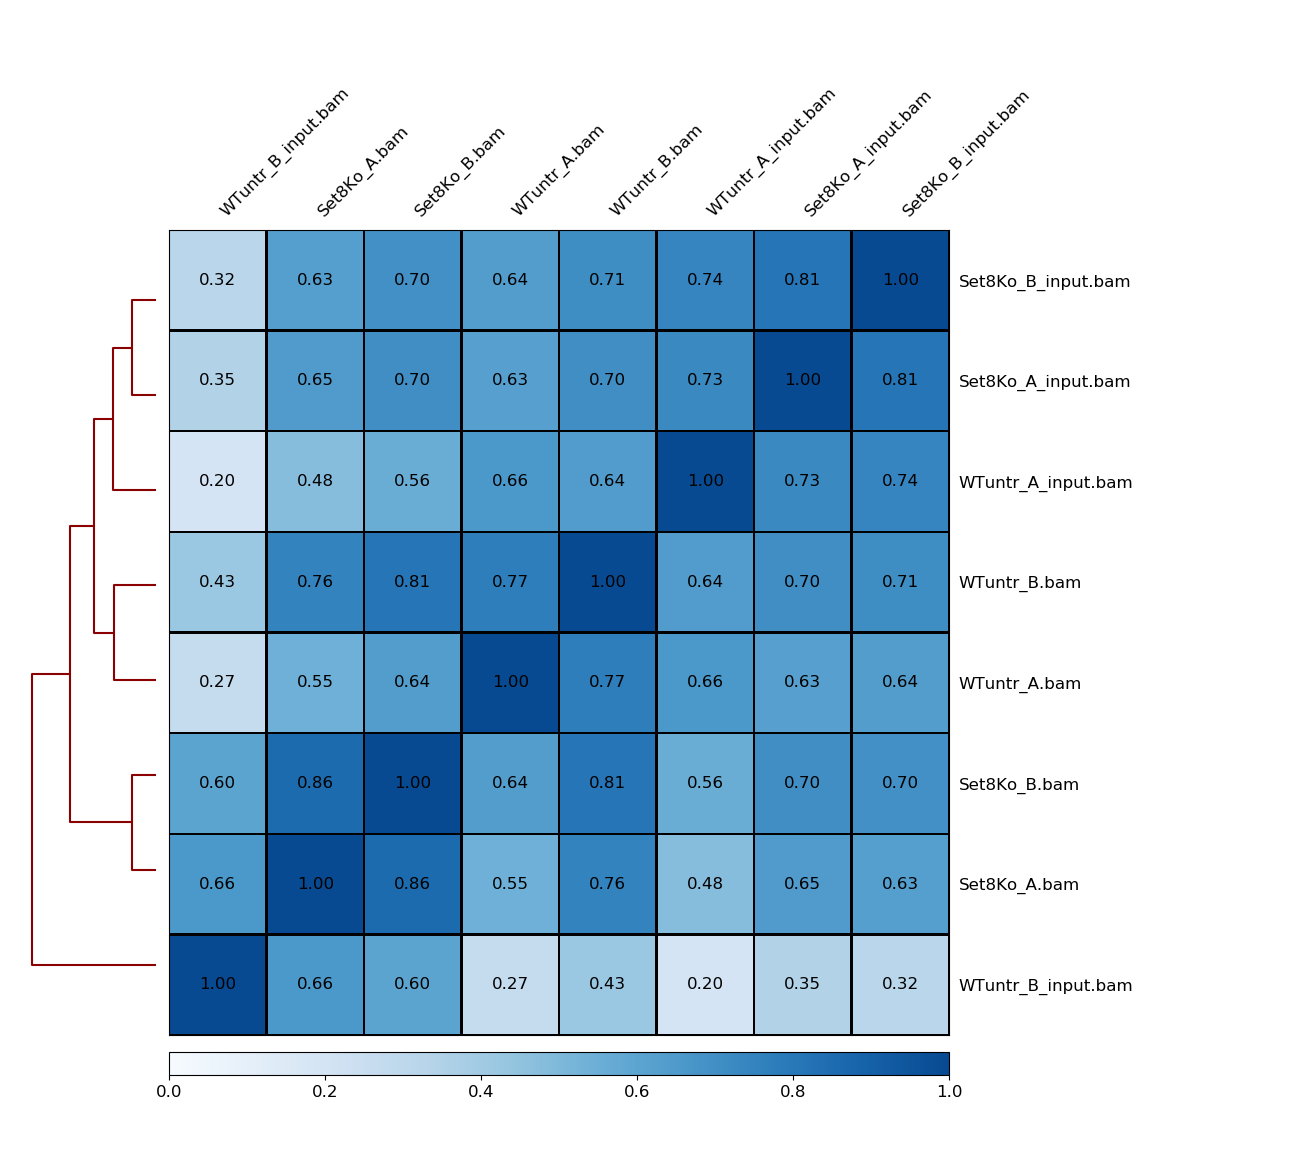 WTuntr_B_input.bam
Set8Ko_A.bam
Set8Ko_B.bam
WTuntr_A.bam
WTuntr_B.bam
WTuntr_A_input.bam
Set8Ko_A_input.bam
Set8Ko_B_input.bam
0.32 0.63 0.70 0.64 0.71 0.74 0.81 1.00 Set8Ko_B_input.bam
0.35 0.65 0.70 0.63 0.70 0.73 1.00 0.81 Set8Ko_A_input.bam
0.20 0.48 0.56 0.66 0.64 1.00 0.73 0.74 WTuntr_A_input.bam
0.43 0.76 0.81 0.77 1.00 0.64 0.70 0.71 WTuntr_B.bam
0.27 0.55 0.64 1.00 0.77 0.66 0.63 0.64 WTuntr_A.bam
0.60 0.86 1.00 0.64 0.81 0.56 0.70 0.70 Set8Ko_B.bam
0.66 1.00 0.86 0.55 0.76 0.48 0.65 0.63 Set8Ko_A.bam
1.00 0.66 0.60 0.27 0.43 0.20 0.35 0.32 WTuntr_B_input.bam
0.0 0.2 0.4 0.6 0.8 1.0